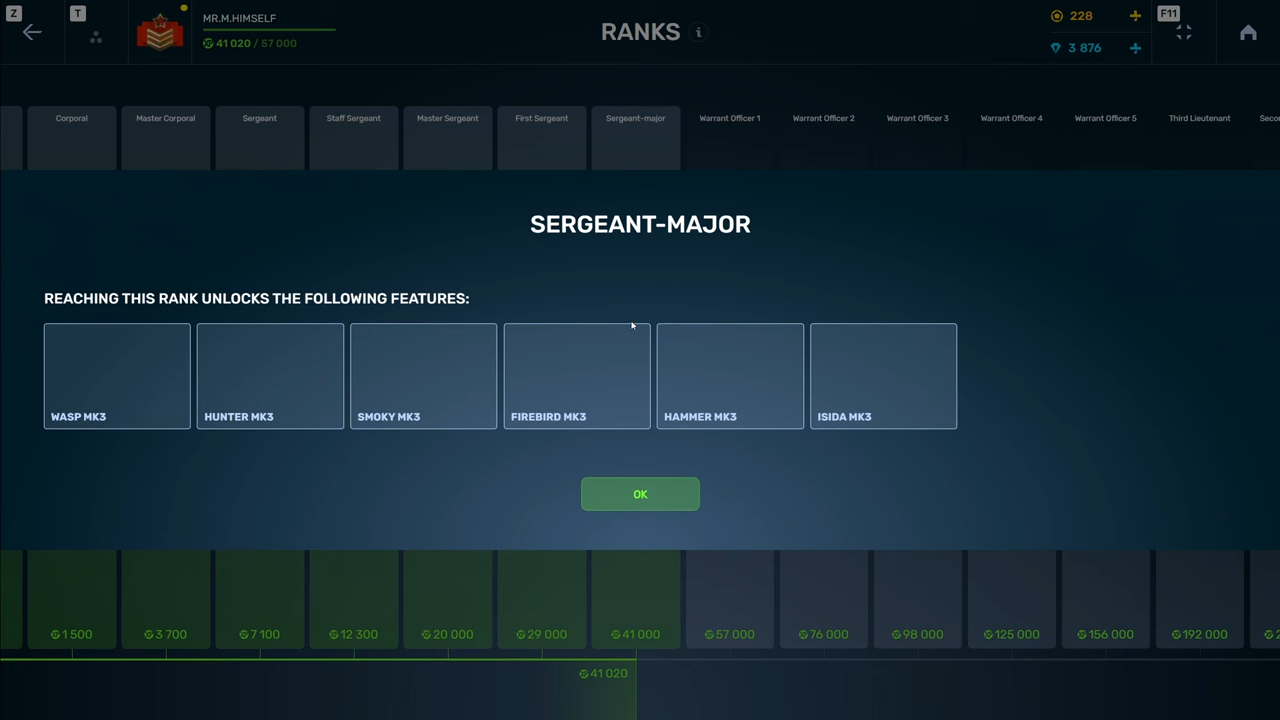 Z
T
MR.M.HIMSELF
41 020 / 57 000
RANKS
i
228
3 876
F11
Corporal
Master Corporal
Sergeant
Staff Sergeant
Master Sergeant
First Sergeant
Sergeant-major
Warrant Officer 1
Warrant Officer 2
Warrant Officer 3
Warrant Officer 4
Warrant Officer 5
Third Lieutenant
Seco
SERGEANT-MAJOR
REACHING THIS RANK UNLOCKS THE FOLLOWING FEATURES:
WASP MK3
HUNTER MK3
SMOKY MK3
FIREBIRD MK3
HAMMER MK3
ISIDA MK3
OK
1 500
3 700
7 100
12 300
20 000
29 000
41 000
57 000
76 000
98 000
125 000
156 000
192 000
41 020